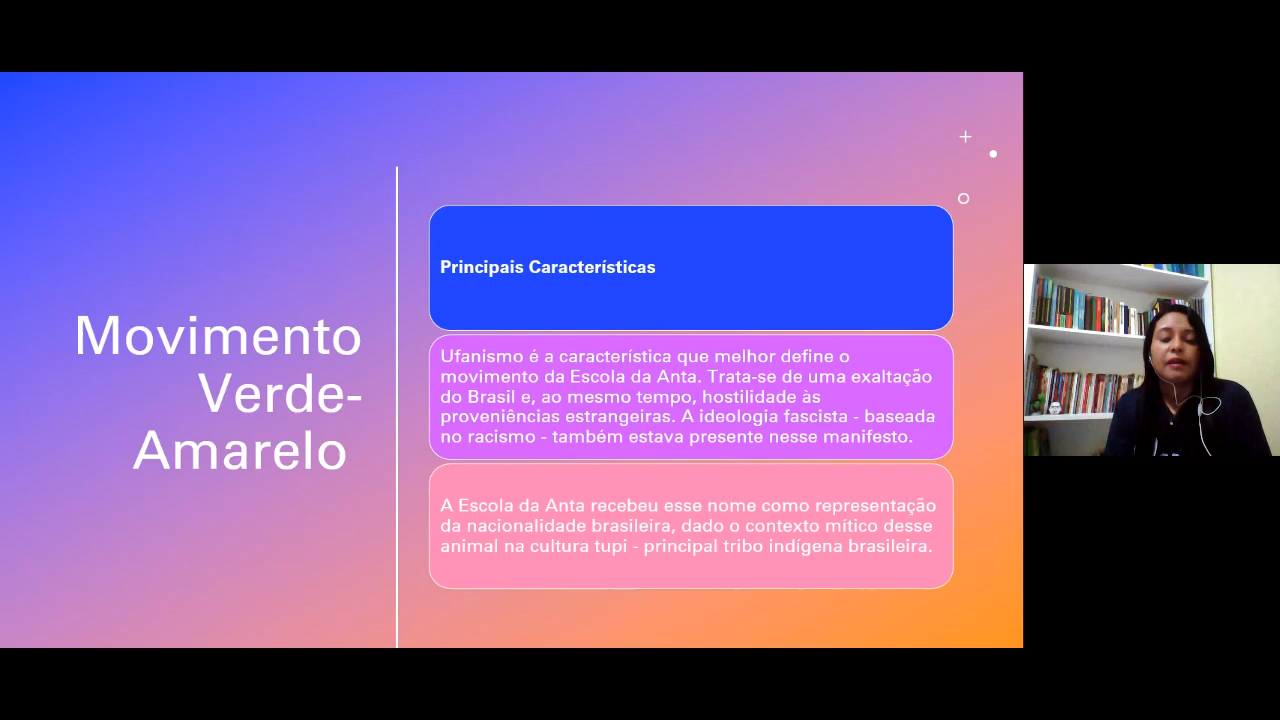 Movimento
Verde-
Amarelo
Principais Características
Ufanismo é a característica que melhor define o
movimento da Escola da Anta. Trata-se de uma exaltação
do Brasil e, ao mesmo tempo, hostilidade às
proveniências estrangeiras. A ideologia fascista - baseada
no racismo - também estava presente nesse manifesto.
A Escola da Anta recebeu esse nome como representação
da nacionalidade brasileira, dado o contexto mítico desse
animal na cultura tupi - principal tribo indígena brasileira.